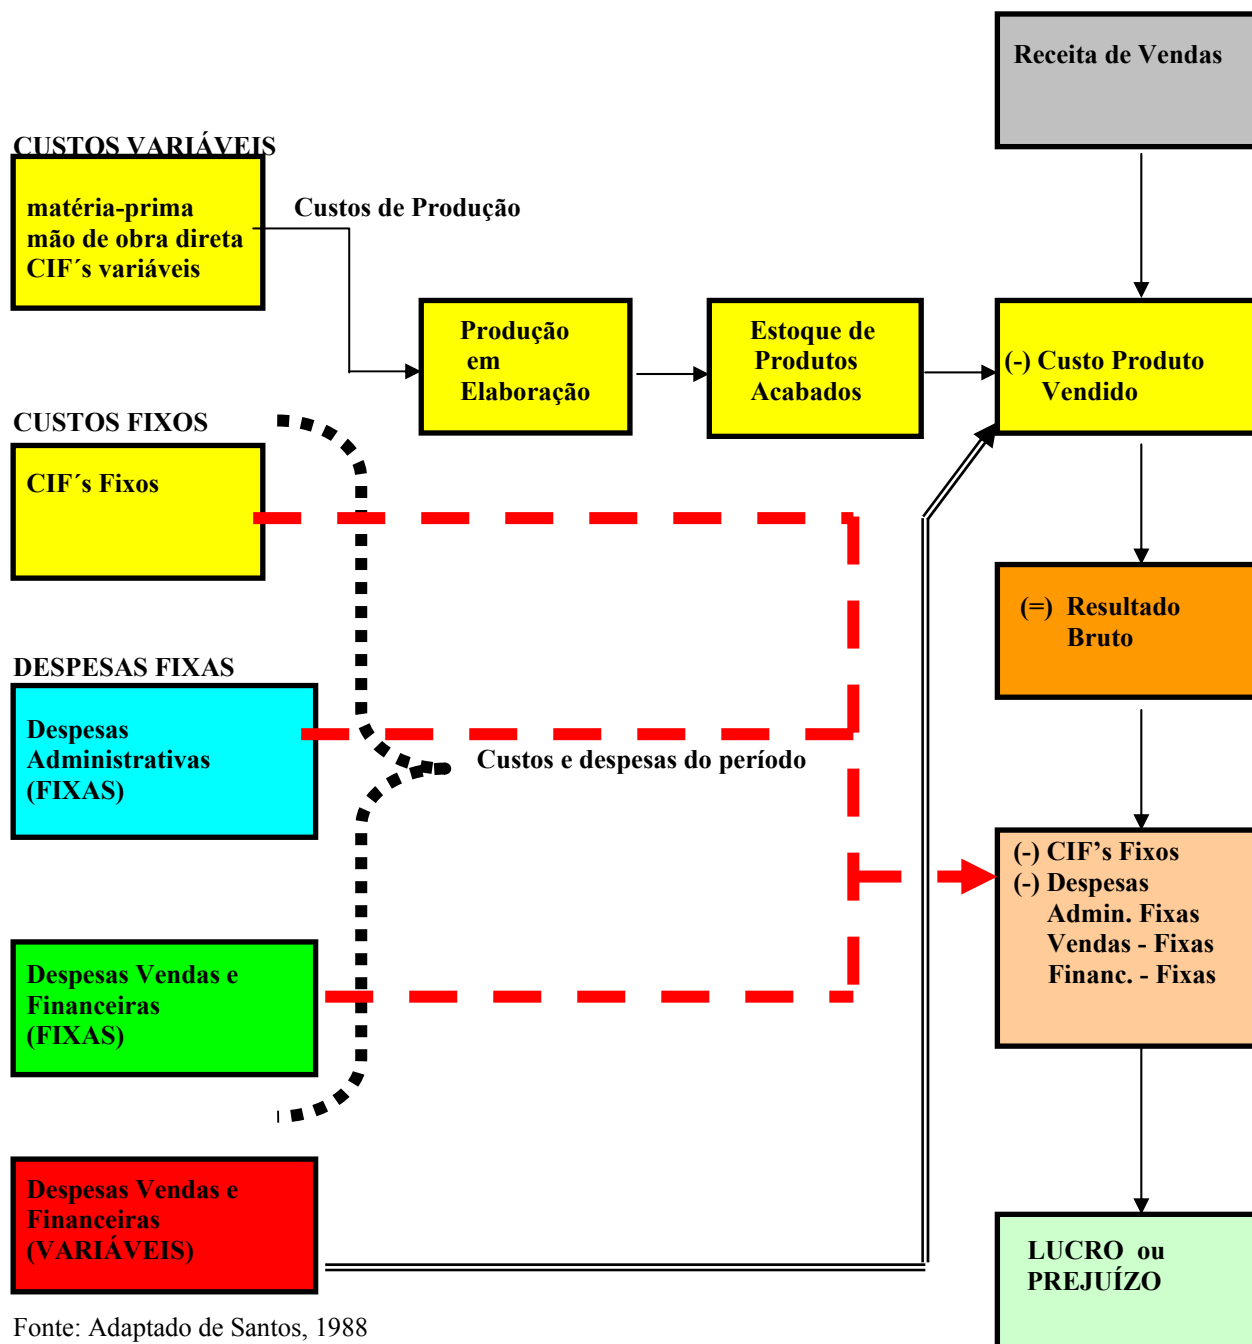 Receita de Vendas
CUSTOS VARIÁVEIS
matéria-prima
mão de obra direta
CIF´s variáveis
Custos de Produção
Produção
em
Elaboração
Estoque de
Produtos
Acabados
(-) Custo Produto
Vendido
CUSTOS FIXOS
CIF´s Fixos
(=) Resultado
Bruto
DESPESAS FIXAS
Despesas
Administrativas
(FIXAS)
Custos e despesas do período
(-) CIF’s Fixos
(-) Despesas
Admin. Fixas
Vendas - Fixas
Financ. - Fixas
Despesas Vendas e
Financeiras
(FIXAS)
Despesas Vendas e
Financeiras
(VARIÁVEIS)
LUCRO ou
PREJUÍZO
Fonte: Adaptado de Santos, 1988